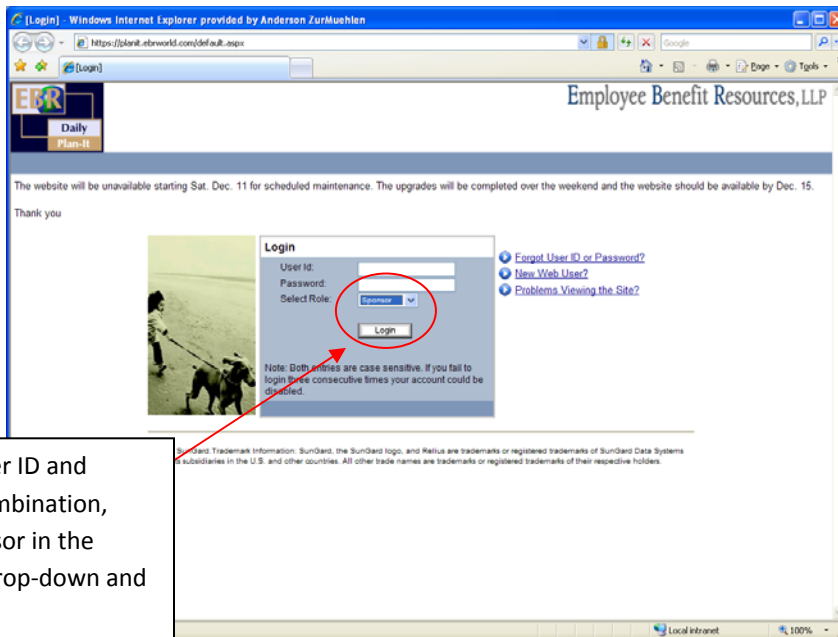 [Login] - Windows Internet Explorer provided by Anderson ZurMuehlen
https://planit.ebrworld.com/default.aspx
Google
[Login]
Page
Tools
EBR
Daily
Plan-It
Employee Benefit Resources, LLP
The website will be unavailable starting Sat. Dec. 11 for scheduled maintenance. The upgrades will be completed over the weekend and the website should be available by Dec. 15.
Thank you
Login
User Id:
Password:
Select Role:
Sponsor
Login
Note: Both entries are case sensitive. If you fail to
login three consecutive times your account could be
disabled.
Forgot User ID or Password?
New Web User?
Problems Viewing the Site?
SunGard Trademark Information: SunGard, the SunGard logo, and Relius are trademarks or registered trademarks of SunGard Data Systems
subsidiaries in the U.S. and other countries. All other trade names are trademarks or registered trademarks of their respective holders.
ID and
sor in the
rop-down and
Local intranet
100%